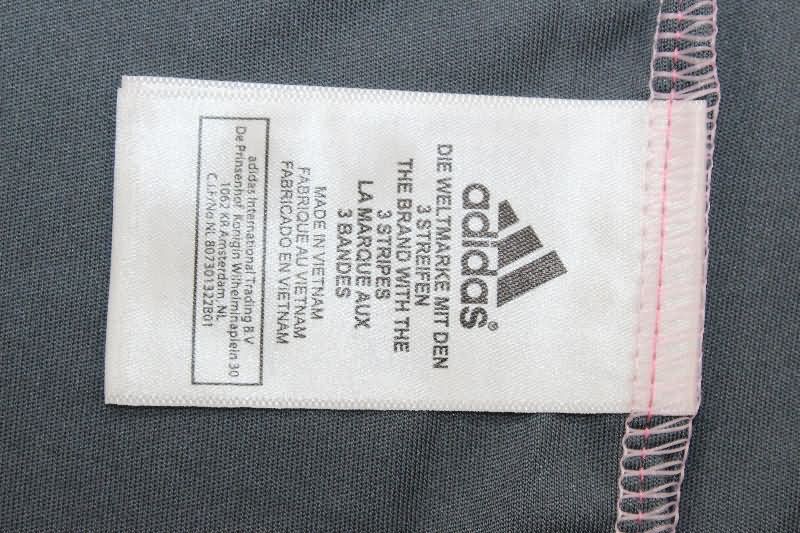 adidas®
DIE WELTMARKE MIT DEN
3 STREIFEN
THE BRAND WITH THE
3 STRIPES
LA MARQUE AUX
3 BANDES
MADE IN VIETNAM
FABRIQUE AU VIETNAM
FABRICADO EN VIETNAM
adidas International Trading B.V
De Prinsenhof, Koningin Wilhelminaplein 30
1062 KR Amsterdam, NL
C.I.F/No NL 807301322B01